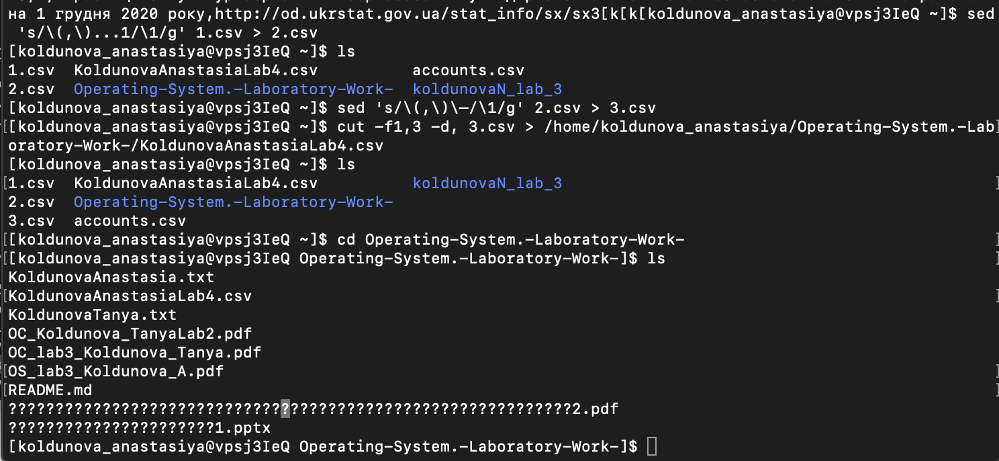 на 1 грудня 2020 року,http://od.ukrstat.gov.ua/stat_info/sx/sx3[k[k[koldunova_anastasiya@vpsj3IeQ ~]$ sed
 's/\(,\)...1/\1/g' 1.csv > 2.csv
[koldunova_anastasiya@vpsj3IeQ ~]$ ls
1.csv  KoldunovaAnastasiaLab4.csv          accounts.csv
2.csv  Operating-System.-Laboratory-Work-  koldunovaN_lab_3
[koldunova_anastasiya@vpsj3IeQ ~]$ sed 's/\(,\)\—/\1/g' 2.csv > 3.csv
[[koldunova_anastasiya@vpsj3IeQ ~]$ cut -f1,3 -d, 3.csv > /home/koldunova_anastasiya/Operating-System.-Lab]
oratory-Work-/KoldunovaAnastasiaLab4.csv
[koldunova_anastasiya@vpsj3IeQ ~]$ ls
[1.csv  KoldunovaAnastasiaLab4.csv          koldunovaN_lab_3 ]
2.csv  Operating-System.-Laboratory-Work-
3.csv  accounts.csv
[[koldunova_anastasiya@vpsj3IeQ ~]$ cd Operating-System.-Laboratory-Work- ]
[[koldunova_anastasiya@vpsj3IeQ Operating-System.-Laboratory-Work-]$ ls ]
KoldunovaAnastasia.txt
[KoldunovaAnastasiaLab4.csv ]
KoldunovaTanya.txt
OC_Koldunova_TanyaLab2.pdf
OC_lab3_Koldunova_Tanya.pdf
[OS_lab3_Koldunova_A.pdf ]
[README.md ]
????????????????????????????????????????????????????????????2.pdf
??????????????????????1.pptx
[koldunova_anastasiya@vpsj3IeQ Operating-System.-Laboratory-Work-]$